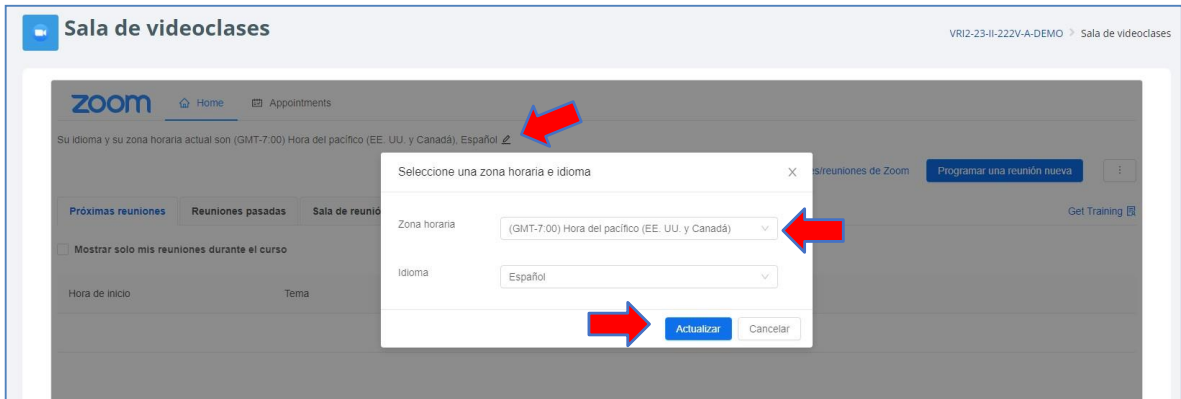 Sala de videoclases
VRI2-23-II-222V-A-DEMO > Sala de videoclases
zoom Home Appointments
Su idioma y su zona horaria actual son (GMT-7:00) Hora del pacífico (EE. UU. y Canadá), Español
Seleccione una zona horaria e idioma X
es/reuniones de Zoom Programar una reunión nueva
Próximas reuniones Reuniones pasadas Sala de reunió Get Training
Zona horaria (GMT-7:00) Hora del pacífico (EE. UU. y Canadá)
Mostrar solo mis reuniones durante el curso
Idioma Español
Hora de inicio Tema
Actualizar Cancelar